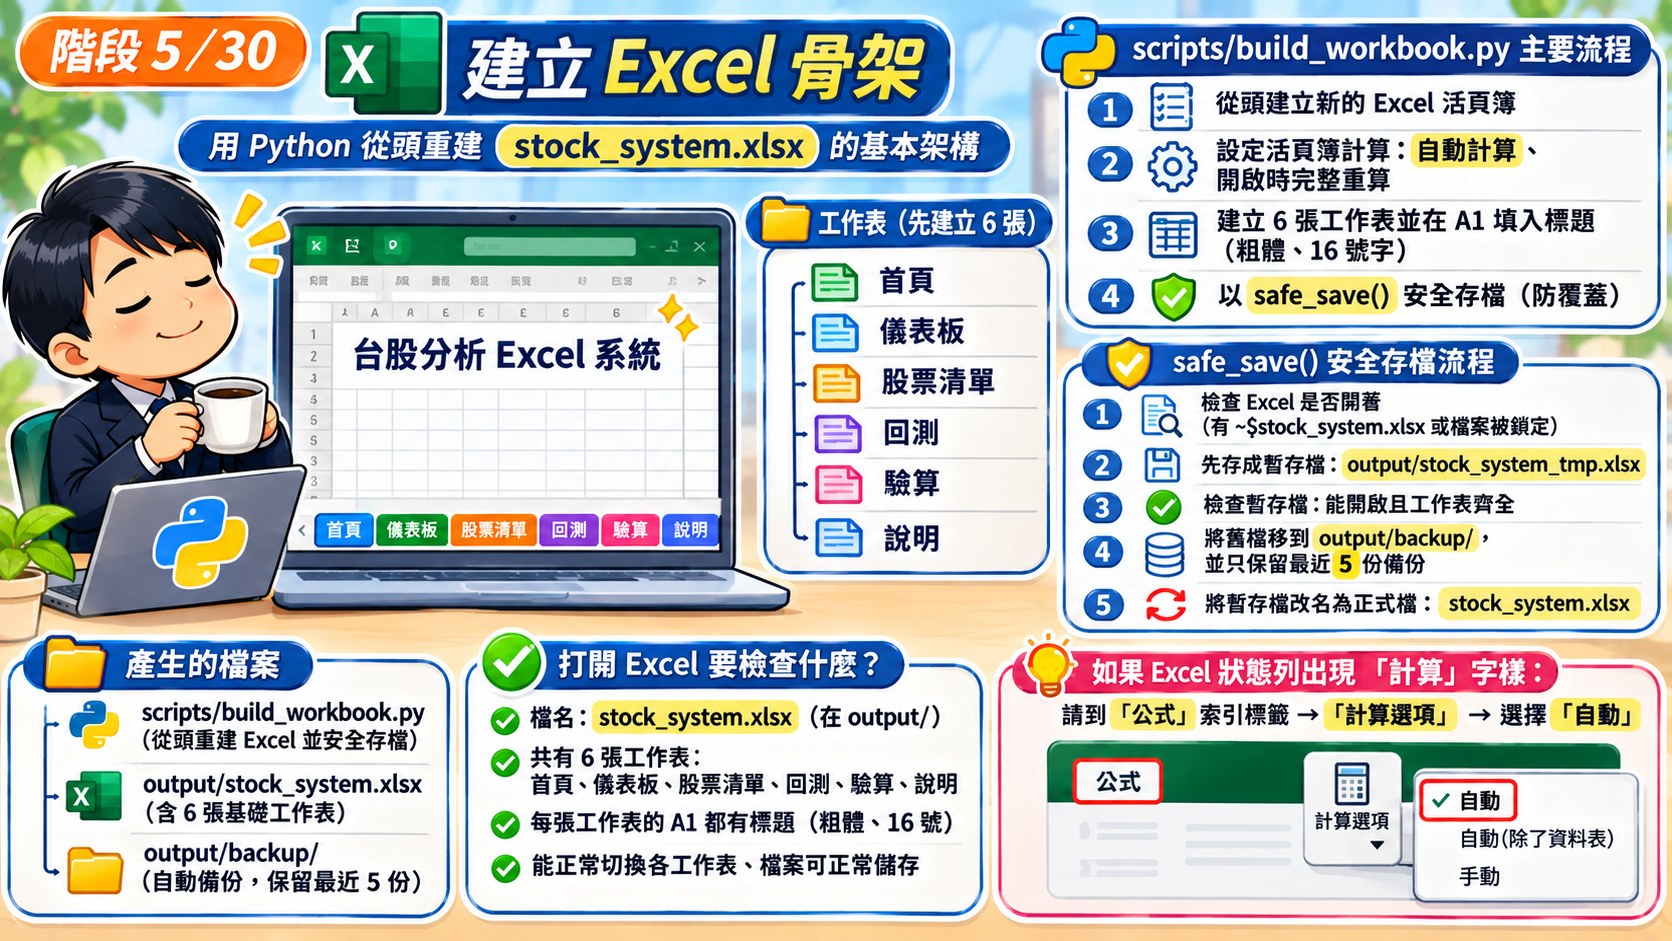 階段 5/30
建立 Excel 骨架
用 Python 從頭重建 stock_system.xlsx 的基本架構
台股分析 Excel 系統
首頁 儀表板 股票清單 回測 驗算 說明
工作表（先建立 6 張）
首頁
儀表板
股票清單
回測
驗算
說明
scripts/build_workbook.py 主要流程
1 從頭建立新的 Excel 活頁簿
2 設定活頁簿計算：自動計算、
開啟時完整重算
3 建立 6 張工作表並在 A1 填入標題
（粗體、16 號字）
4 以 safe_save() 安全存檔（防覆蓋）
safe_save() 安全存檔流程
1 檢查 Excel 是否開著
（有 ~$stock_system.xlsx 或檔案被鎖定）
2 先存成暫存檔：output/stock_system_tmp.xlsx
3 檢查暫存檔：能開啟且工作表齊全
4 將舊檔移到 output/backup/，
並只保留最近 5 份備份
5 將暫存檔改名為正式檔：stock_system.xlsx
產生的檔案
scripts/build_workbook.py
（從頭重建 Excel 並安全存檔）
output/stock_system.xlsx
（含 6 張基礎工作表）
output/backup/
（自動備份，保留最近 5 份）
打開 Excel 要檢查什麼？
檔名：stock_system.xlsx（在 output/）
共有 6 張工作表：
首頁、儀表板、股票清單、回測、驗算、說明
每張工作表的 A1 都有標題（粗體、16 號）
能正常切換各工作表、檔案可正常儲存
如果 Excel 狀態列出現「計算」字樣：
請到「公式」索引標籤 → 「計算選項」 → 選擇「自動」
公式
計算選項
自動
自動(除了資料表)
手動